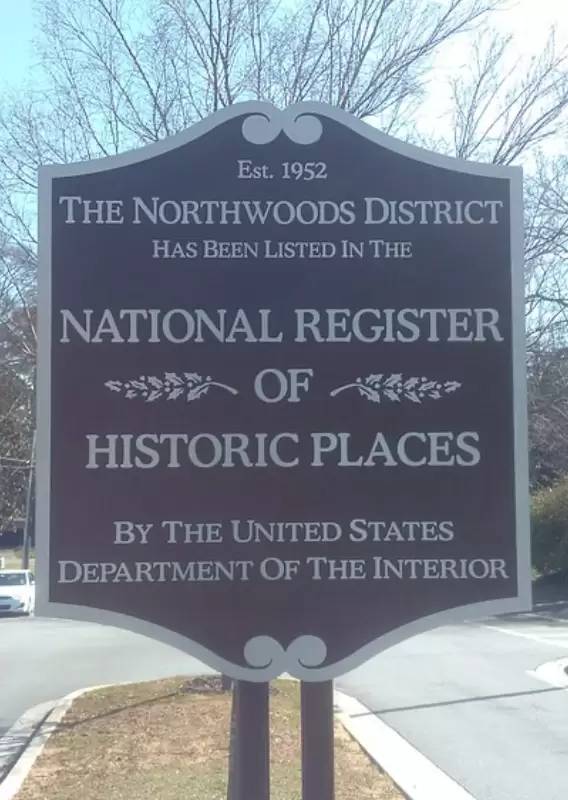 Est. 1952
THE NORTHWOODS DISTRICT
HAS BEEN LISTED IN THE
NATIONAL REGISTER
OF
HISTORIC PLACES
BY THE UNITED STATES
DEPARTMENT OF THE INTERIOR